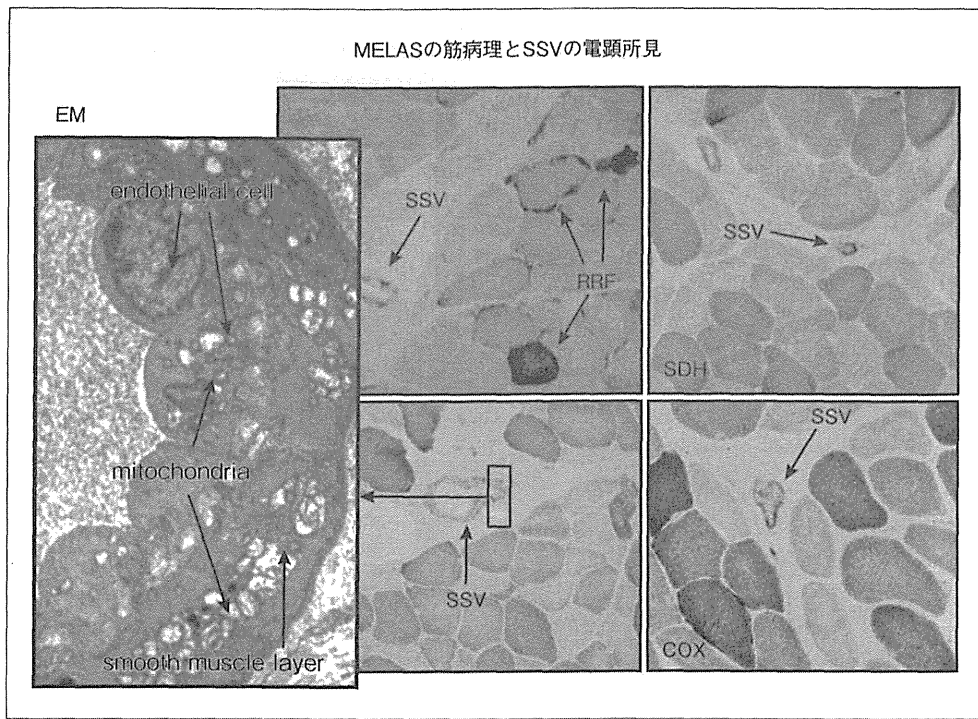 MELASの筋病理とSSVの電顕所見
EM
endothelial cell
mitochondria
smooth muscle layer
SSV
RRF
SSV
SDH
SSV
SSV
COX